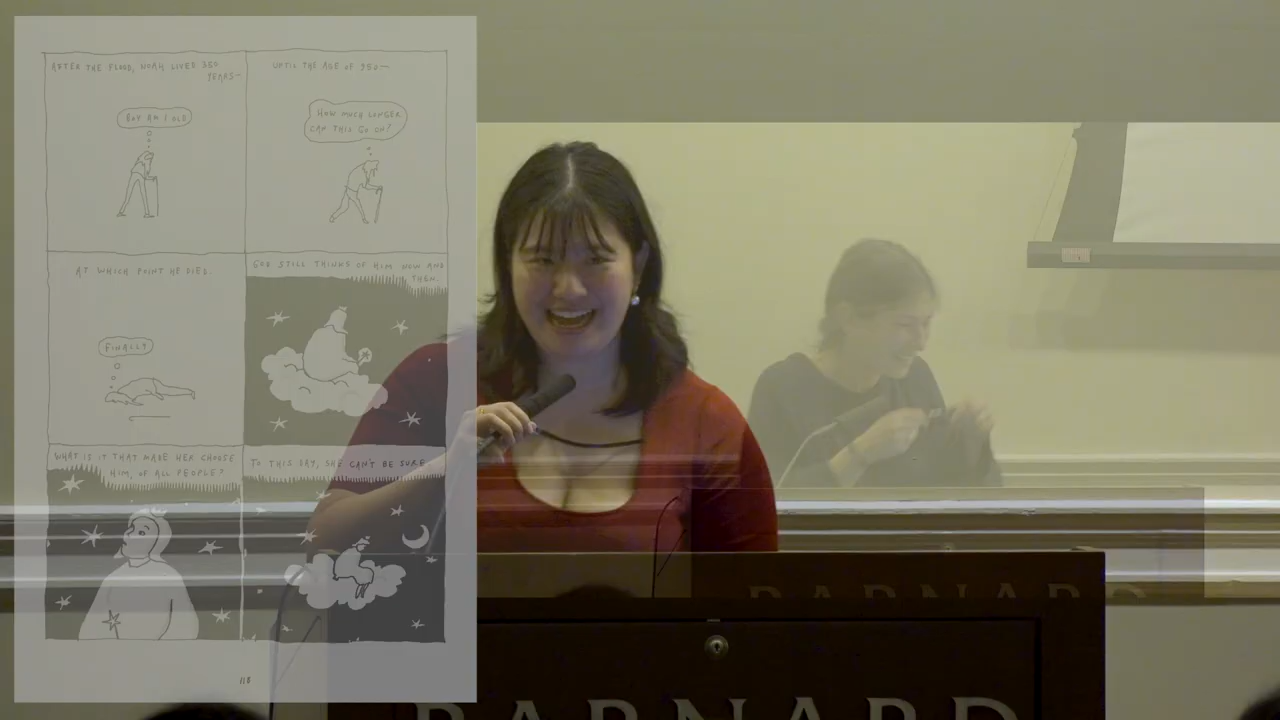 AFTER THE FLOOD, NOAH LIVED 350
YEARS—
BOY AM I OLD
UNTIL THE AGE OF 950—
HOW MUCH LONGER
CAN THIS GO ON?
AT WHICH POINT HE DIED.
FINALLY
GOD STILL THINKS OF HIM NOW AND
THEN.
WHAT IS IT THAT MADE HER CHOOSE
HIM, OF ALL PEOPLE?
TO THIS DAY, SHE CAN'T BE SURE.
118
BARNARD
BARNARD